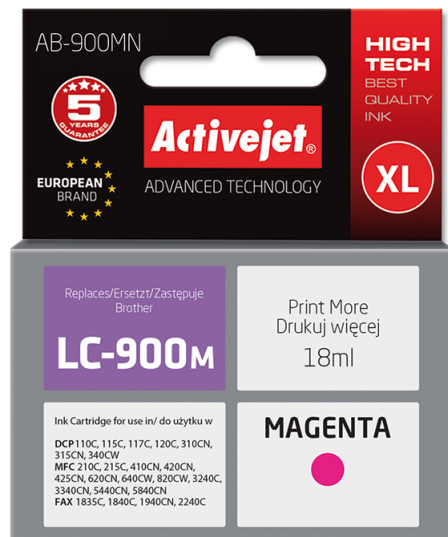 AB-900MN
HIGH
TECH
BEST
QUALITY
INK
5
YEARS
GUARANTEE
Activejet®
EUROPEAN
BRAND
ADVANCED TECHNOLOGY
XL
Replaces/Ersetzt/Zastępuje
Brother
LC-900M
Print More
Drukuj więcej
18ml
Ink Cartridge for use in/ do użytku w
DCP 110C, 115C, 117C, 120C, 310CN,
315CN, 340CW
MFC 210C, 215C, 410CN, 420CN,
425CN, 620CN, 640CW, 820CW, 3240C,
3340CN, 5440CN, 5840CN
FAX 1835C, 1840C, 1940CN, 2240C
MAGENTA